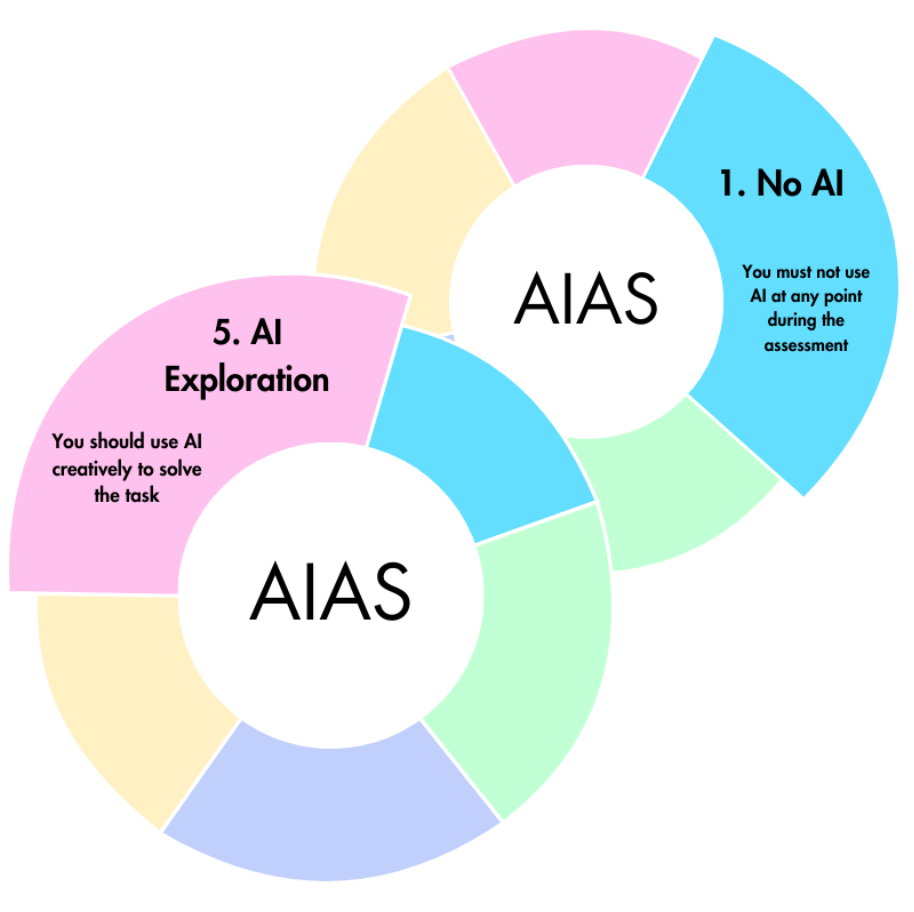 1. No AI
You must not use
AI at any point
during the
assessment
AIAS
5. AI
Exploration
You should use AI
creatively to solve
the task
AIAS